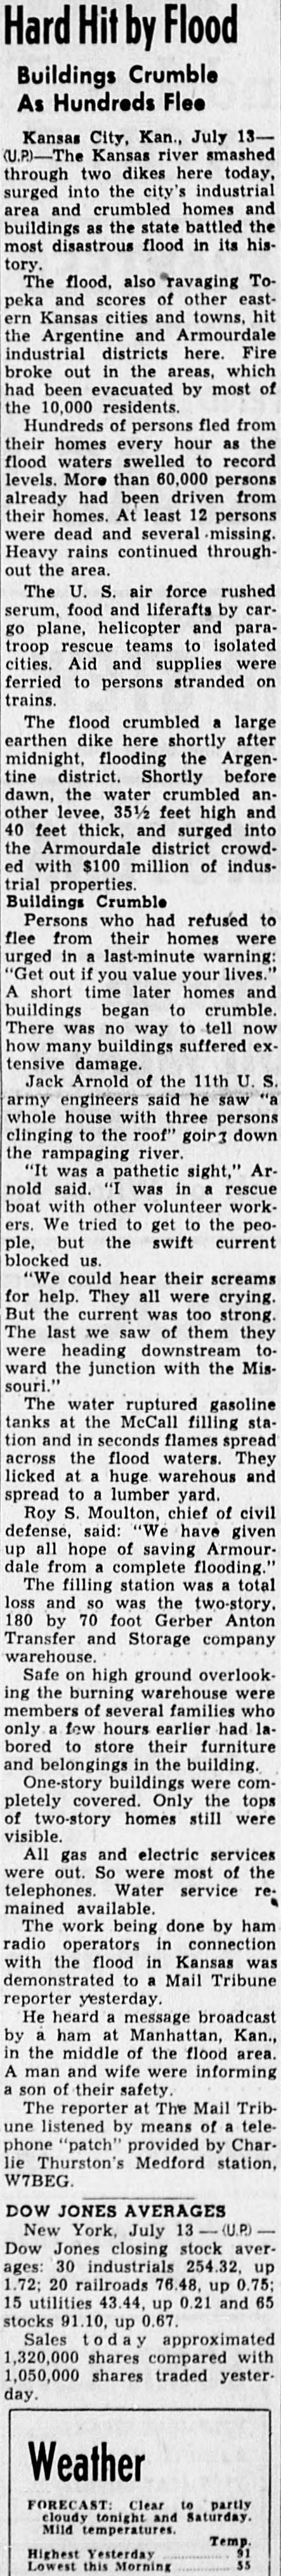 Hard Hit by Flood
Buildings Crumble
As Hundreds Flee
Kansas City, Kan., July 13—
(U.P.)—The Kansas river smashed
through two dikes here today,
surged into the city's industrial
area and crumbled homes and
buildings as the state battled the
most disastrous flood in its his-
tory.
The flood, also ravaging To-
peka and scores of other east-
ern Kansas cities and towns, hit
the Argentine and Armourdale
industrial districts here. Fire
broke out in the areas, which
had been evacuated by most of
the 10,000 residents.
Hundreds of persons fled from
their homes every hour as the
flood waters swelled to record
levels. More than 60,000 persons
already had been driven from
their homes. At least 12 persons
were dead and several missing.
Heavy rains continued through-
out the area.
The U. S. air force rushed
serum, food and liferafts by car-
go plane, helicopter and para-
troop rescue teams to isolated
cities. Aid and supplies were
ferried to persons stranded on
trains.
The flood crumbled a large
earthen dike here shortly after
midnight, flooding the Argen-
tine district. Shortly before
dawn, the water crumbled an-
other levee, 35½ feet high and
40 feet thick, and surged into
the Armourdale district crowd-
ed with $100 million of indus-
trial properties.
Buildings Crumble
Persons who had refused to
flee from their homes were
urged in a last-minute warning:
"Get out if you value your lives."
A short time later homes and
buildings began to crumble.
There was no way to tell now
how many buildings suffered ex-
tensive damage.
Jack Arnold of the 11th U. S.
army engineers said he saw "a
whole house with three persons
clinging to the roof" going down
the rampaging river.
"It was a pathetic sight," Ar-
nold said. "I was in a rescue
boat with other volunteer work-
ers. We tried to get to the peo-
ple, but the swift current
blocked us.
"We could hear their screams
for help. They all were crying.
But the current was too strong.
The last we saw of them they
were heading downstream to-
ward the junction with the Mis-
souri."
The water ruptured gasoline
tanks at the McCall filling sta-
tion and in seconds flames spread
across the flood waters. They
licked at a huge warehous and
spread to a lumber yard.
Roy S. Moulton, chief of civil
defense, said: "We have given
up all hope of saving Armour-
dale from a complete flooding."
The filling station was a total
loss and so was the two-story,
180 by 70 foot Gerber Anton
Transfer and Storage company
warehouse.
Safe on high ground overlook-
ing the burning warehouse were
members of several families who
only a few hours earlier had la-
bored to store their furniture
and belongings in the building.
One-story buildings were com-
pletely covered. Only the tops
of two-story homes still were
visible.
All gas and electric services
were out. So were most of the
telephones. Water service re-
mained available.
The work being done by ham
radio operators in connection
with the flood in Kansas was
demonstrated to a Mail Tribune
reporter yesterday.
He heard a message broadcast
by a ham at Manhattan, Kan.,
in the middle of the flood area.
A man and wife were informing
a son of their safety.
The reporter at The Mail Trib-
une listened by means of a tele-
phone "patch" provided by Char-
lie Thurston's Medford station,
W7BEG.
DOW JONES AVERAGES
New York, July 13 — (U.P.) —
Dow Jones closing stock aver-
ages: 30 industrials 254.32, up
1.72; 20 railroads 76.48, up 0.75;
15 utilities 43.44, up 0.21 and 65
stocks 91.10, up 0.67.
Sales today approximated
1,320,000 shares compared with
1,050,000 shares traded yester-
day.
Weather
FORECAST: Clear to partly
cloudy tonight and Saturday.
Mild temperatures.
Temp.
Highest Yesterday 91
Lowest this Morning 55